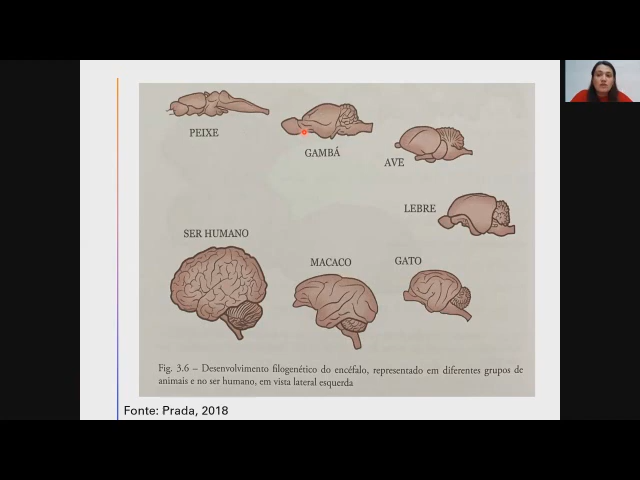 PEIXE
GAMBÁ
AVE
LEBRE
SER HUMANO
MACACO
GATO
Fig. 3.6 – Desenvolvimento filogenético do encéfalo, representado em diferentes grupos de
animais e no ser humano, em vista lateral esquerda
Fonte: Prada, 2018